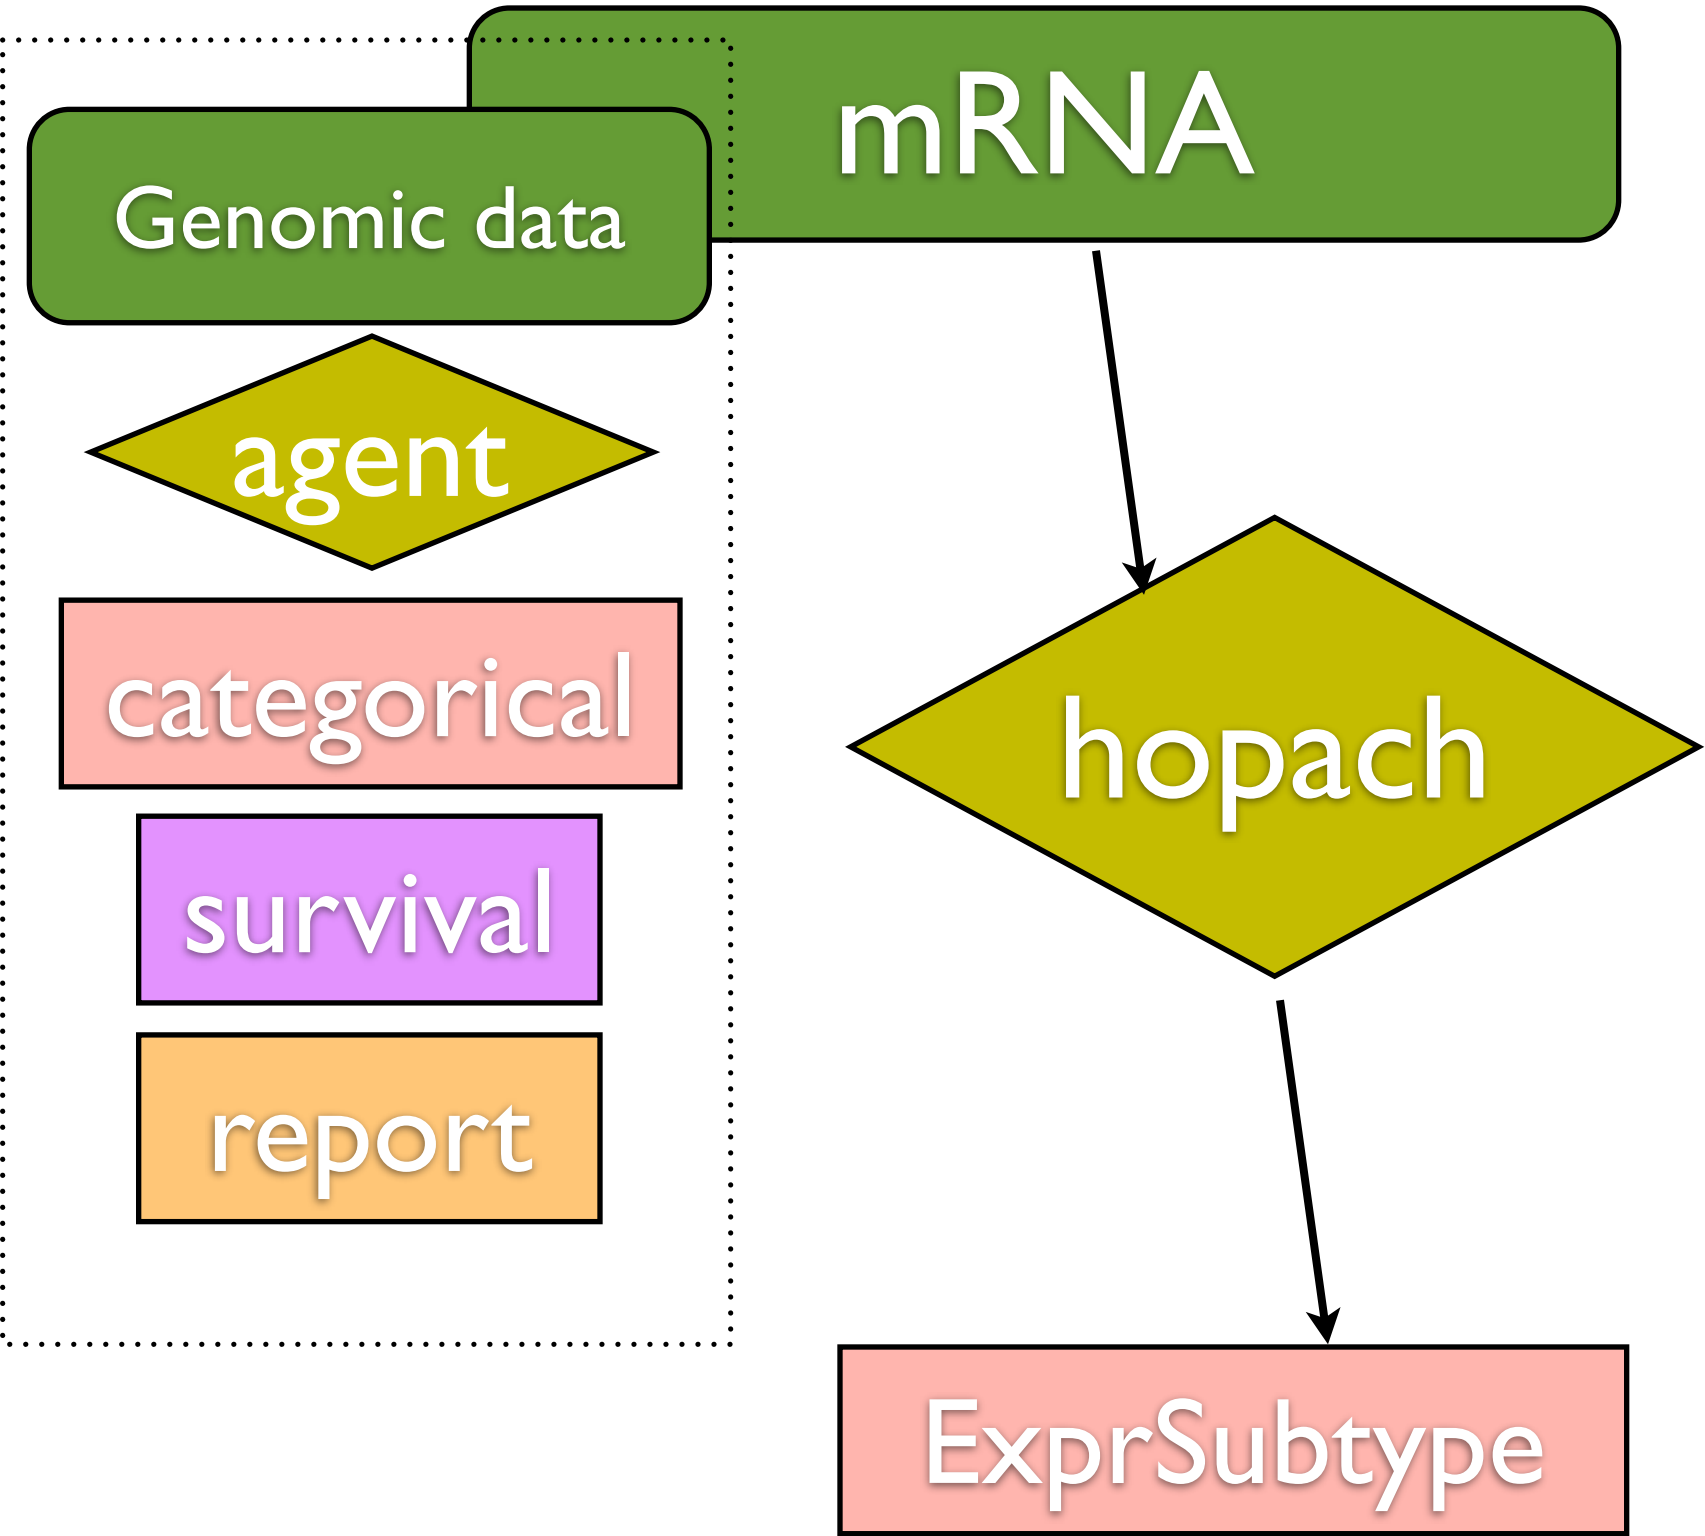 mRNA
Genomic data
agent
categorical
survival
report
hopach
ExprSubtype